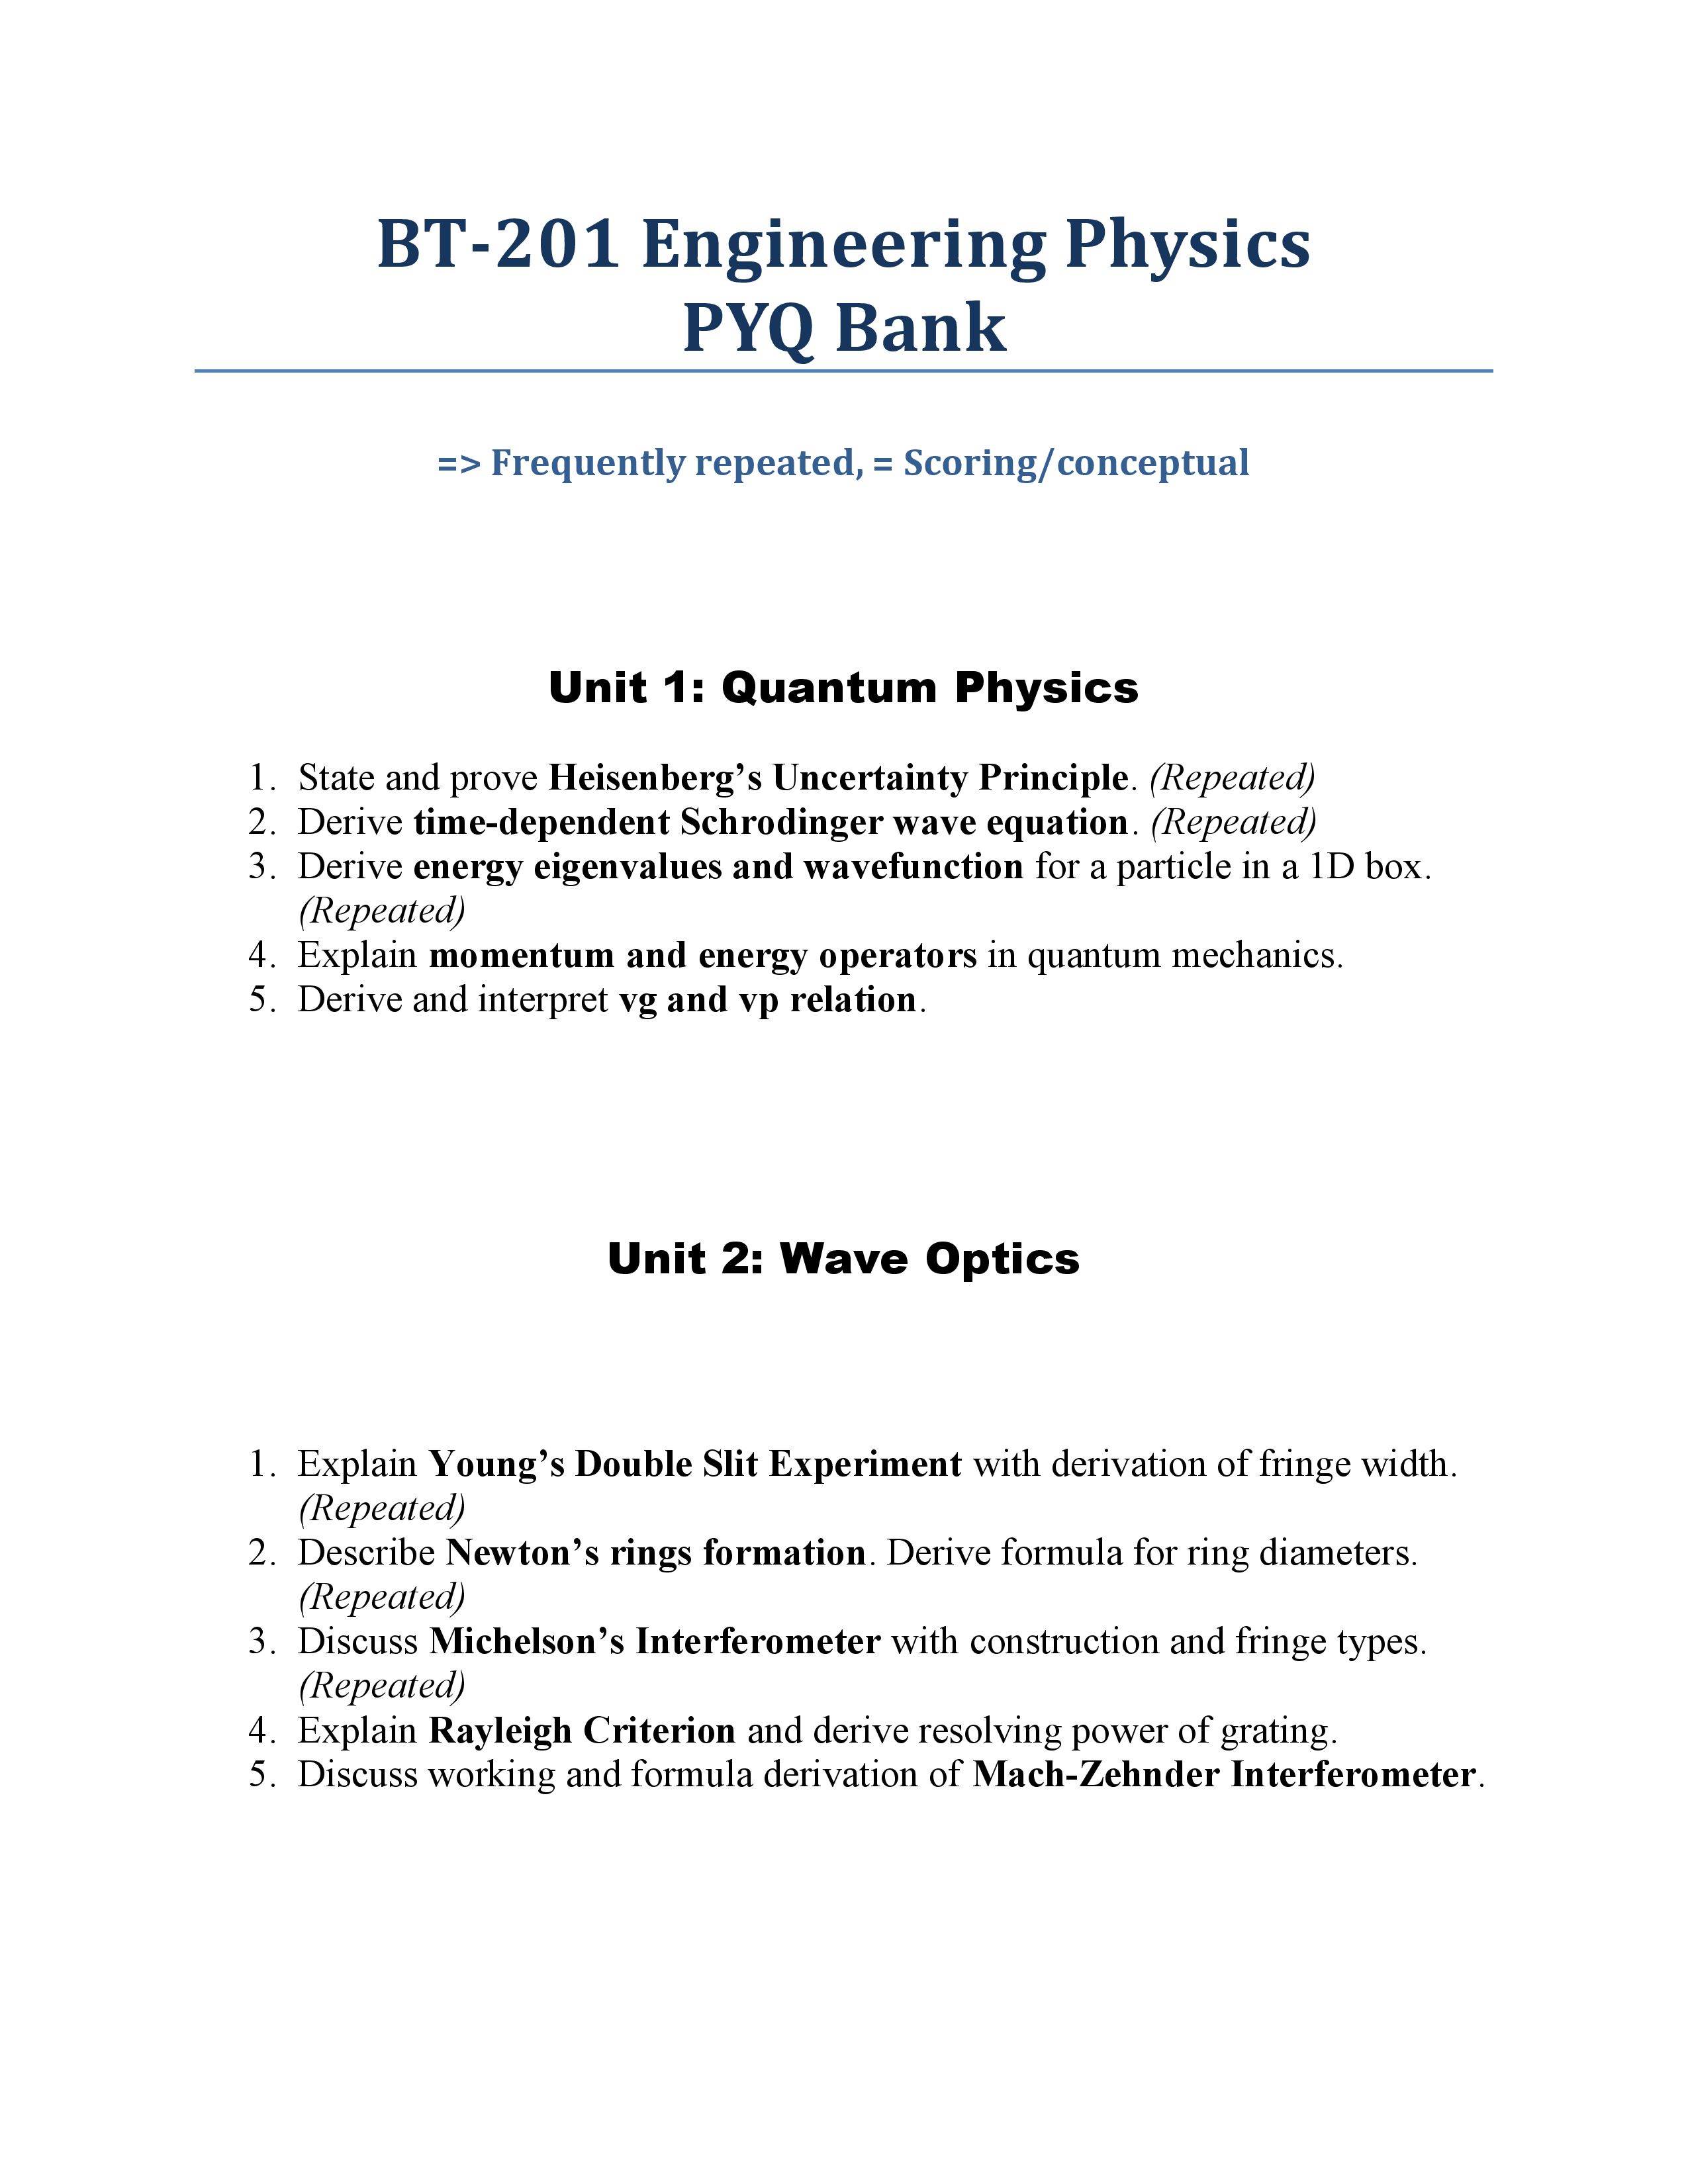 BT-201 Engineering Physics
PYQ Bank
=> Frequently repeated, = Scoring/conceptual
Unit 1: Quantum Physics
1. State and prove Heisenberg’s Uncertainty Principle. (Repeated)
2. Derive time-dependent Schrodinger wave equation. (Repeated)
3. Derive energy eigenvalues and wavefunction for a particle in a 1D box.
(Repeated)
4. Explain momentum and energy operators in quantum mechanics.
5. Derive and interpret vg and vp relation.
Unit 2: Wave Optics
1. Explain Young’s Double Slit Experiment with derivation of fringe width.
(Repeated)
2. Describe Newton’s rings formation. Derive formula for ring diameters.
(Repeated)
3. Discuss Michelson’s Interferometer with construction and fringe types.
(Repeated)
4. Explain Rayleigh Criterion and derive resolving power of grating.
5. Discuss working and formula derivation of Mach-Zehnder Interferometer.